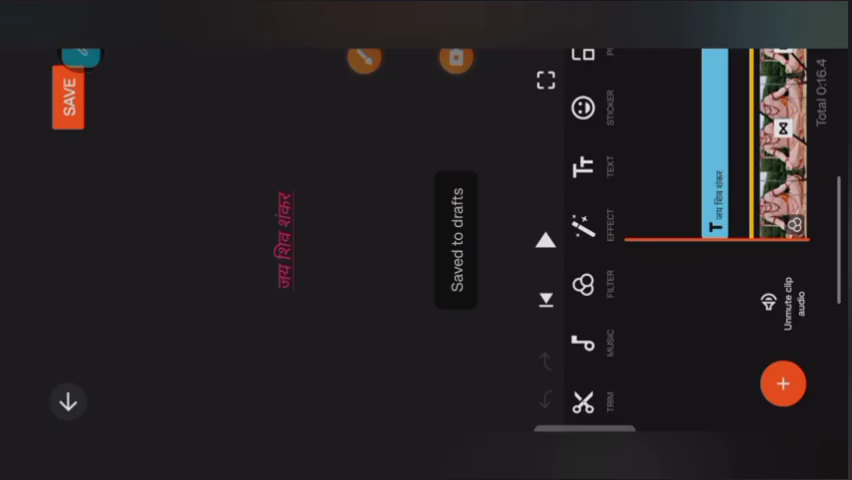 SAVE
जय शिव शंकर
Saved to drafts
TRIM
MUSIC
FILTER
EFFECT
TEXT
STICKER
T जय शिव शंकर
Total 0:16.4
Unmute clip
audio